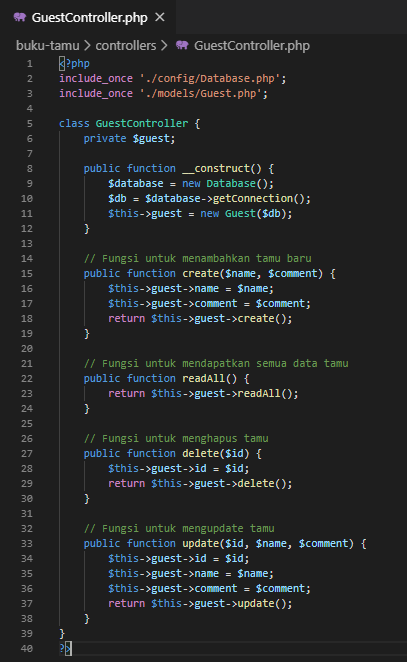 GuestController.php ×
buku-tamu > controllers > GuestController.php
1 <?php
2 include_once './config/Database.php';
3 include_once './models/Guest.php';
4
5 class GuestController {
6     private $guest;
7
8     public function __construct() {
9         $database = new Database();
10         $db = $database->getConnection();
11         $this->guest = new Guest($db);
12     }
13
14     // Fungsi untuk menambahkan tamu baru
15     public function create($name, $comment) {
16         $this->guest->name = $name;
17         $this->guest->comment = $comment;
18         return $this->guest->create();
19     }
20
21     // Fungsi untuk mendapatkan semua data tamu
22     public function readAll() {
23         return $this->guest->readAll();
24     }
25
26     // Fungsi untuk menghapus tamu
27     public function delete($id) {
28         $this->guest->id = $id;
29         return $this->guest->delete();
30     }
31
32     // Fungsi untuk mengupdate tamu
33     public function update($id, $name, $comment) {
34         $this->guest->id = $id;
35         $this->guest->name = $name;
36         $this->guest->comment = $comment;
37         return $this->guest->update();
38     }
39 }
40 ?>